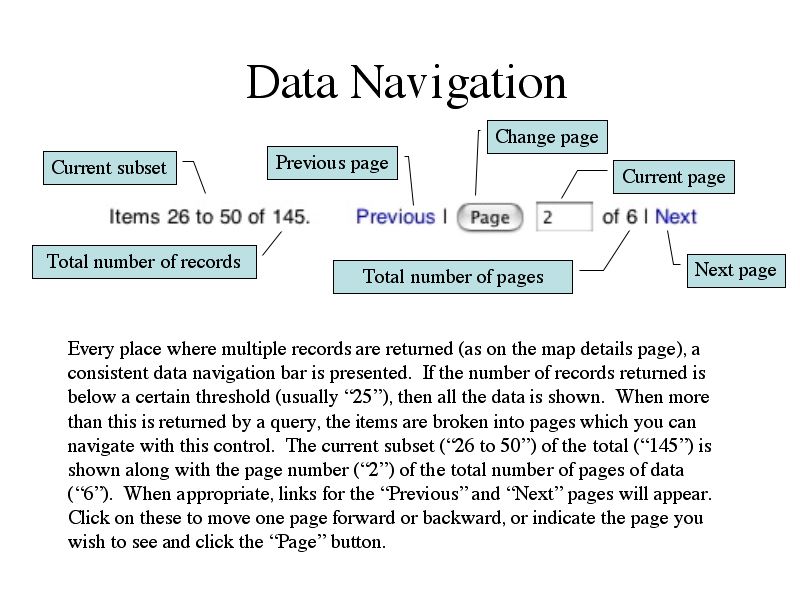 Data Navigation
Change page
Previous page
Current subset
Current page
Items 26 to 50 of 145. Previous | Page 2 of 6 | Next
Total number of records
Total number of pages
Next page
Every place where multiple records are returned (as on the map details page), a
consistent data navigation bar is presented. If the number of records returned is
below a certain threshold (usually “25”), then all the data is shown. When more
than this is returned by a query, the items are broken into pages which you can
navigate with this control. The current subset (“26 to 50”) of the total (“145”) is
shown along with the page number (“2”) of the total number of pages of data
(“6”). When appropriate, links for the “Previous” and “Next” pages will appear.
Click on these to move one page forward or backward, or indicate the page you
wish to see and click the “Page” button.